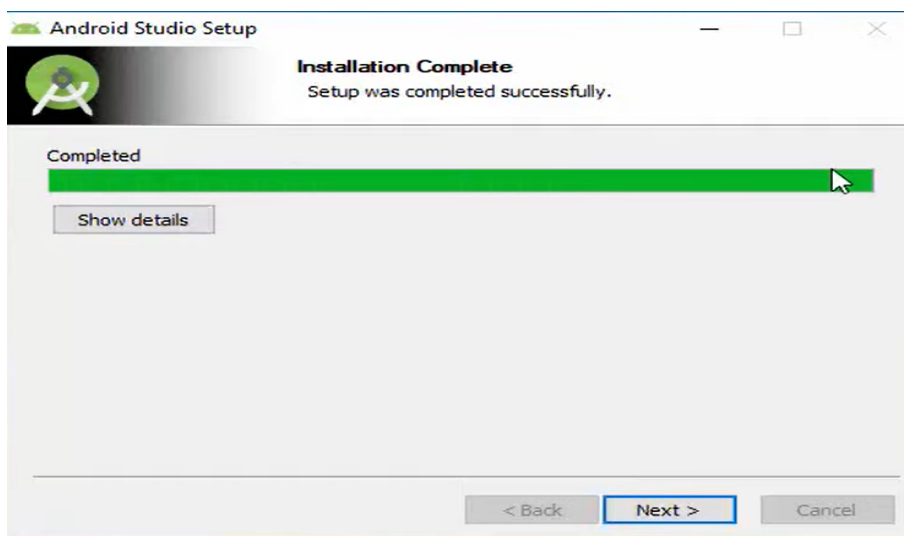 Android Studio Setup
Installation Complete
Setup was completed successfully.
Completed
Show details
< Back
Next >
Cancel